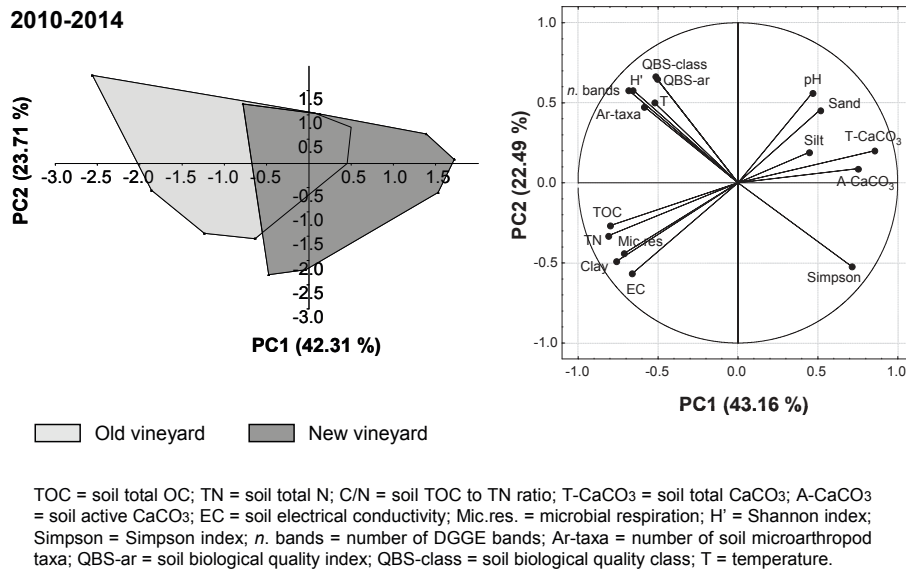 2010-2014
PC2 (23.71 %)
1.5
1.0
0.5
-3.0 -2.5 -2.0 -1.5 -1.0 -0.5 0.0 0.5 1.0 1.5
-0.5
-1.0
-1.5
-2.0
-2.5
-3.0
PC1 (42.31 %)
PC2 (22.49 %)
1.0
0.5
0.0
-0.5
-1.0
QBS-class
QBS-ar
H'
n. bands
T
Ar-taxa
pH
Sand
Silt
T-CaCO3
A-CaCO3
TOC
TN
Mic.res
Clay
EC
Simpson
-1.0 -0.5 0.0 0.5 1.0
PC1 (43.16 %)
Old vineyard New vineyard
TOC = soil total OC; TN = soil total N; C/N = soil TOC to TN ratio; T-CaCO3 = soil total CaCO3; A-CaCO3
= soil active CaCO3; EC = soil electrical conductivity; Mic.res. = microbial respiration; H' = Shannon index;
Simpson = Simpson index; n. bands = number of DGGE bands; Ar-taxa = number of soil microarthropod
taxa; QBS-ar = soil biological quality index; QBS-class = soil biological quality class; T = temperature.